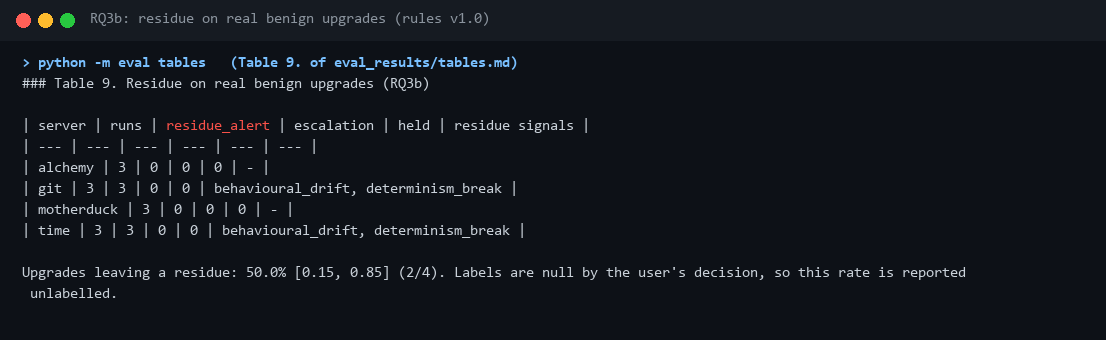 RQ3b: residue on real benign upgrades (rules v1.0)
> python -m eval tables   (Table 9. of eval_results/tables.md)
### Table 9. Residue on real benign upgrades (RQ3b)
| server | runs | residue_alert | escalation | held | residue signals |
| --- | --- | --- | --- | --- | --- |
| alchemy | 3 | 0 | 0 | 0 | - |
| git | 3 | 3 | 0 | 0 | behavioural_drift, determinism_break |
| motherduck | 3 | 0 | 0 | 0 | - |
| time | 3 | 3 | 0 | 0 | behavioural_drift, determinism_break |
Upgrades leaving a residue: 50.0% [0.15, 0.85] (2/4). Labels are null by the user's decision, so this rate is reported
unlabelled.